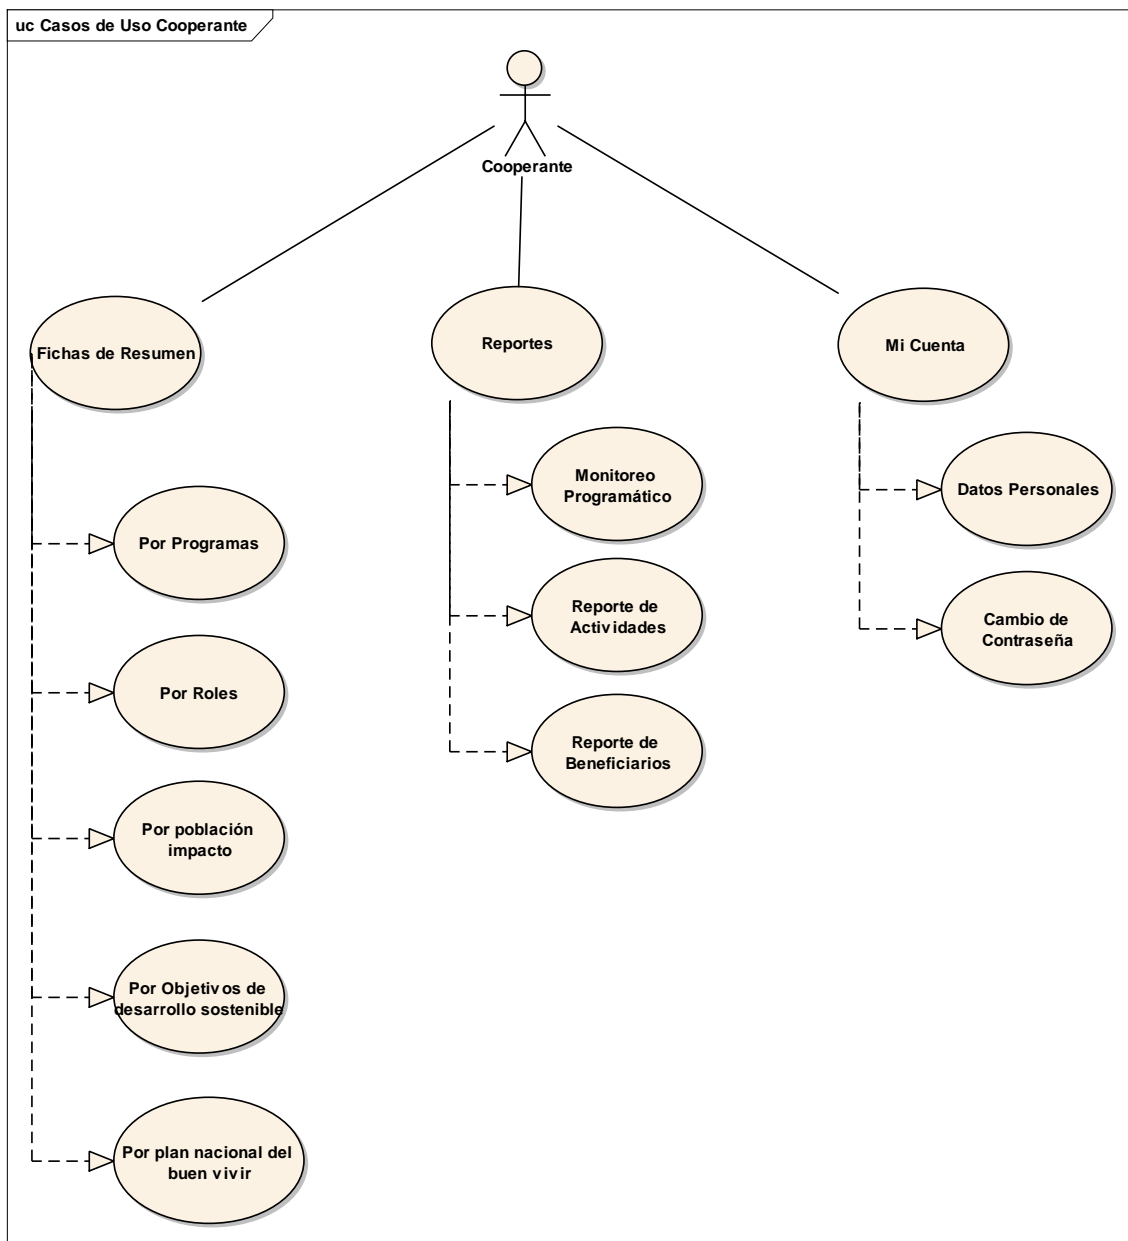 uc Casos de Uso Cooperante
Cooperante
Fichas de Resumen
Reportes
Mi Cuenta
Por Programas
Por Roles
Por población
impacto
Por Objetivos de
desarrollo sostenible
Por plan nacional del
buen vivir
Monitoreo
Programático
Reporte de
Actividades
Reporte de
Beneficiarios
Datos Personales
Cambio de
Contraseña